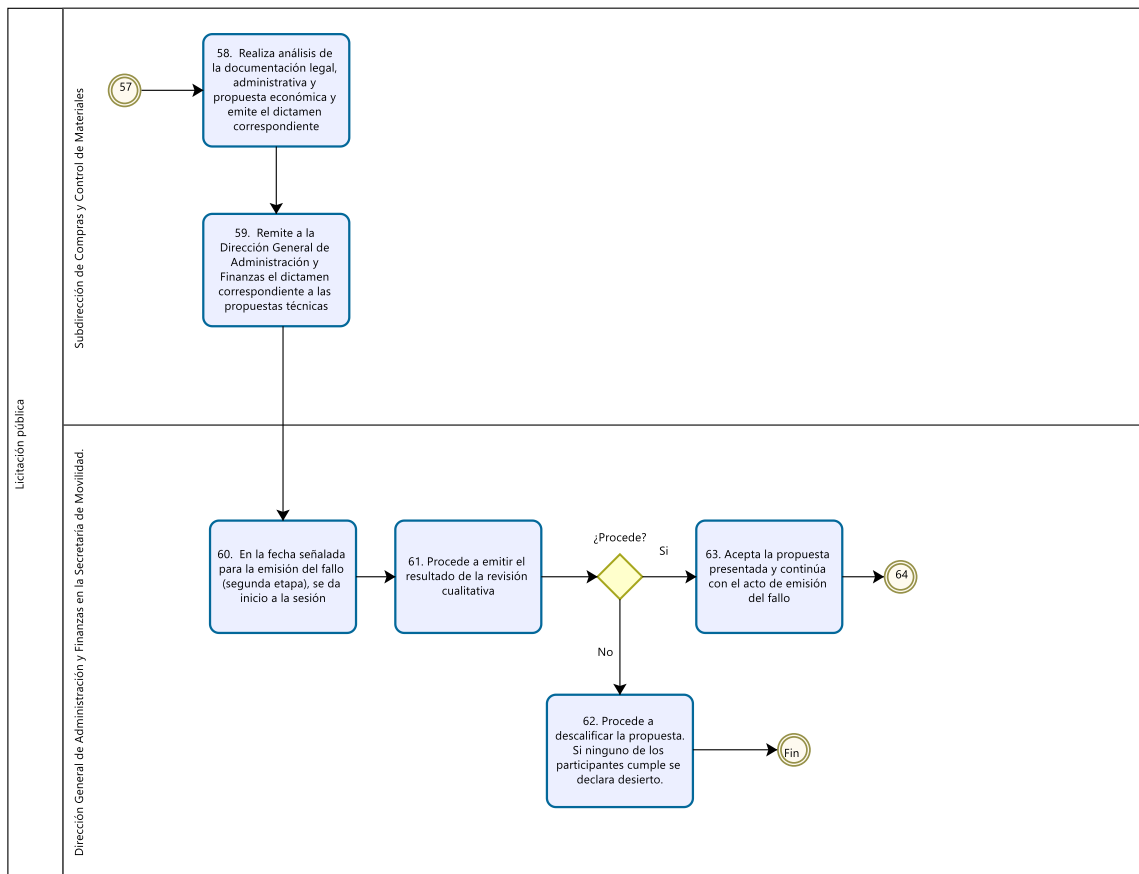 Licitación pública
Subdirección de Compras y Control de Materiales
57
58. Realiza análisis de
la documentación legal,
administrativa y
propuesta económica y
emite el dictamen
correspondiente
59. Remite a la
Dirección General de
Administración y
Finanzas el dictamen
correspondiente a las
propuestas técnicas
Dirección General de Administración y Finanzas en la Secretaría de Movilidad.
60. En la fecha señalada
para la emisión del fallo
(segunda etapa), se da
inicio a la sesión
61. Procede a emitir el
resultado de la revisión
cualitativa
¿Procede?
Si
63. Acepta la propuesta
presentada y continúa
con el acto de emisión
del fallo
64
No
62. Procede a
descalificar la propuesta.
Si ninguno de los
participantes cumple se
declara desierto.
Fin